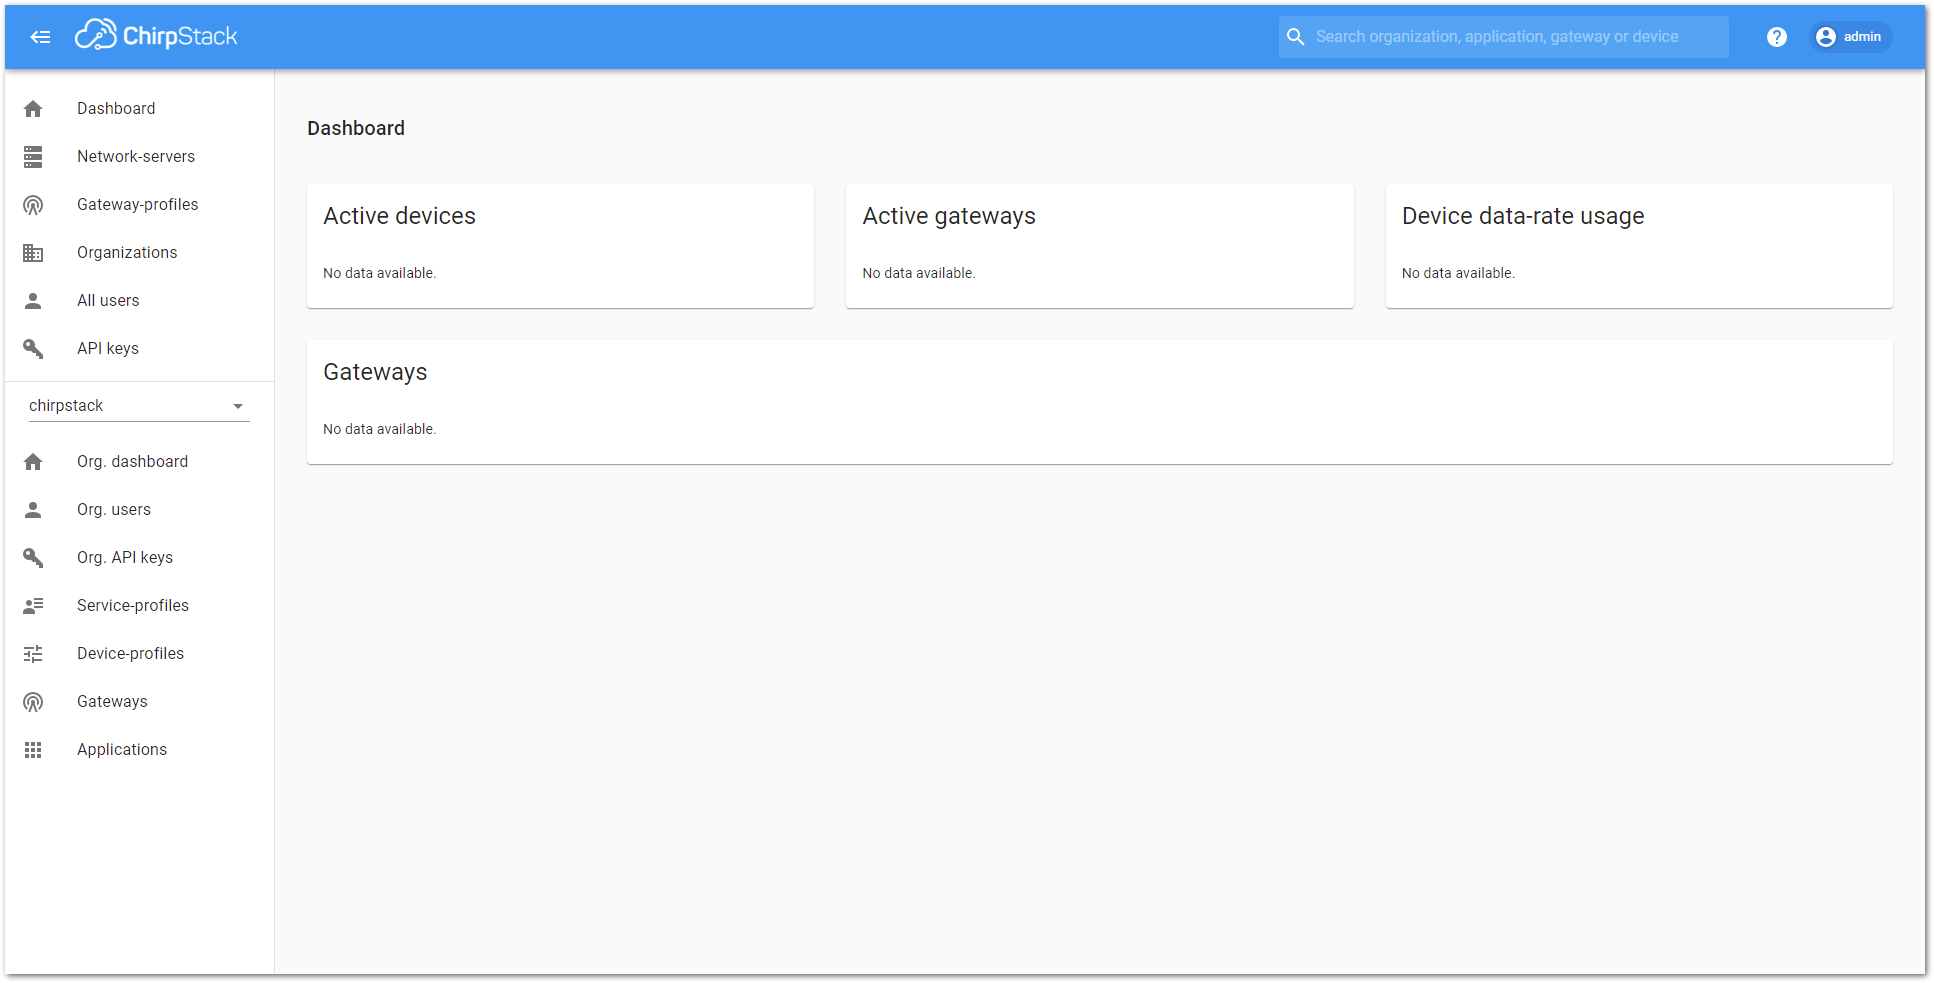 ChirpStack
Search organization, application, gateway or device
? admin
Dashboard
Network-servers
Gateway-profiles
Organizations
All users
API keys
chirpstack
Org. dashboard
Org. users
Org. API keys
Service-profiles
Device-profiles
Gateways
Applications
Dashboard
Active devices
No data available.
Active gateways
No data available.
Device data-rate usage
No data available.
Gateways
No data available.